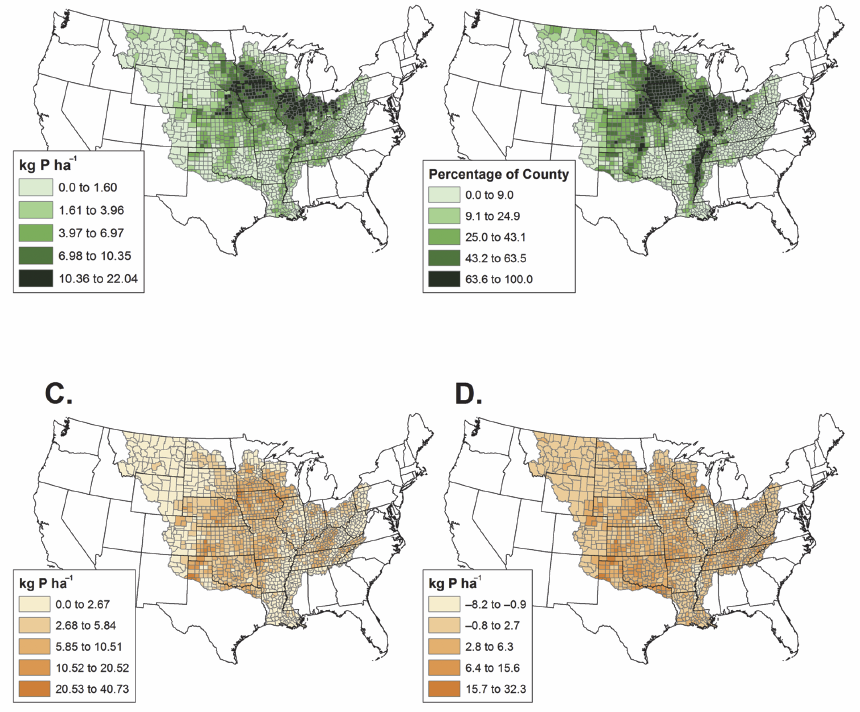 kg P ha⁻¹
0.0 to 1.60
1.61 to 3.96
3.97 to 6.97
6.98 to 10.35
10.36 to 22.04
Percentage of County
0.0 to 9.0
9.1 to 24.9
25.0 to 43.1
43.2 to 63.5
63.6 to 100.0
C.
kg P ha⁻¹
0.0 to 2.67
2.68 to 5.84
5.85 to 10.51
10.52 to 20.52
20.53 to 40.73
D.
kg P ha⁻¹
–8.2 to –0.9
–0.8 to 2.7
2.8 to 6.3
6.4 to 15.6
15.7 to 32.3